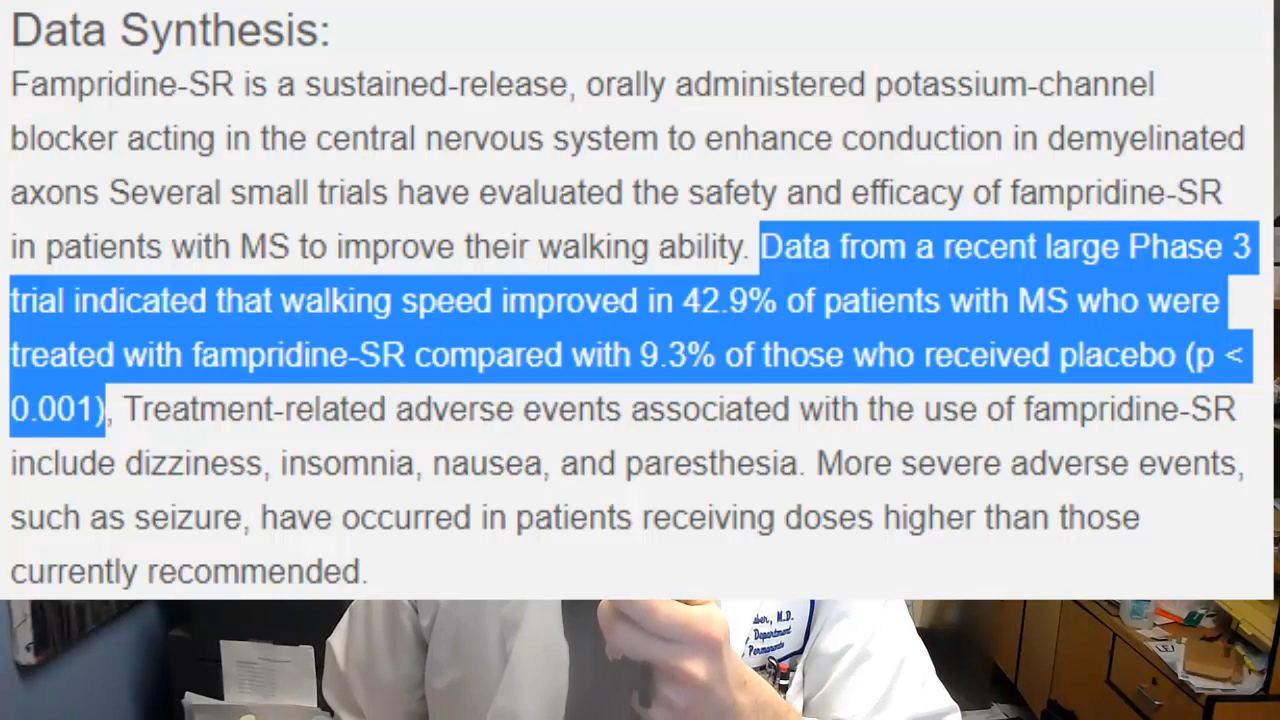 Data Synthesis:
Fampridine-SR is a sustained-release, orally administered potassium-channel
blocker acting in the central nervous system to enhance conduction in demyelinated
axons Several small trials have evaluated the safety and efficacy of fampridine-SR
in patients with MS to improve their walking ability. Data from a recent large Phase 3
trial indicated that walking speed improved in 42.9% of patients with MS who were
treated with fampridine-SR compared with 9.3% of those who received placebo (p <
0.001), Treatment-related adverse events associated with the use of fampridine-SR
include dizziness, insomnia, nausea, and paresthesia. More severe adverse events,
such as seizure, have occurred in patients receiving doses higher than those
currently recommended.
M.D.
Department
Permanente